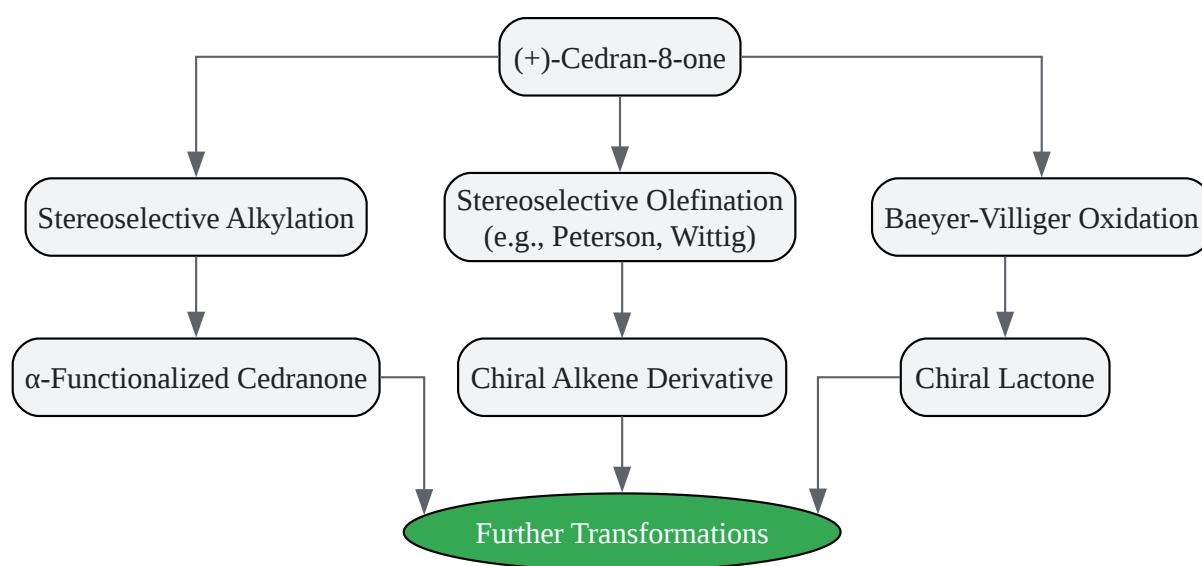 (+)-Cedran-8-one
Stereoselective Alkylation
Stereoselective Olefination
(e.g., Peterson, Wittig)
Baeyer-Villiger Oxidation
α-Functionalized Cedranone
Chiral Alkene Derivative
Chiral Lactone
Further Transformations